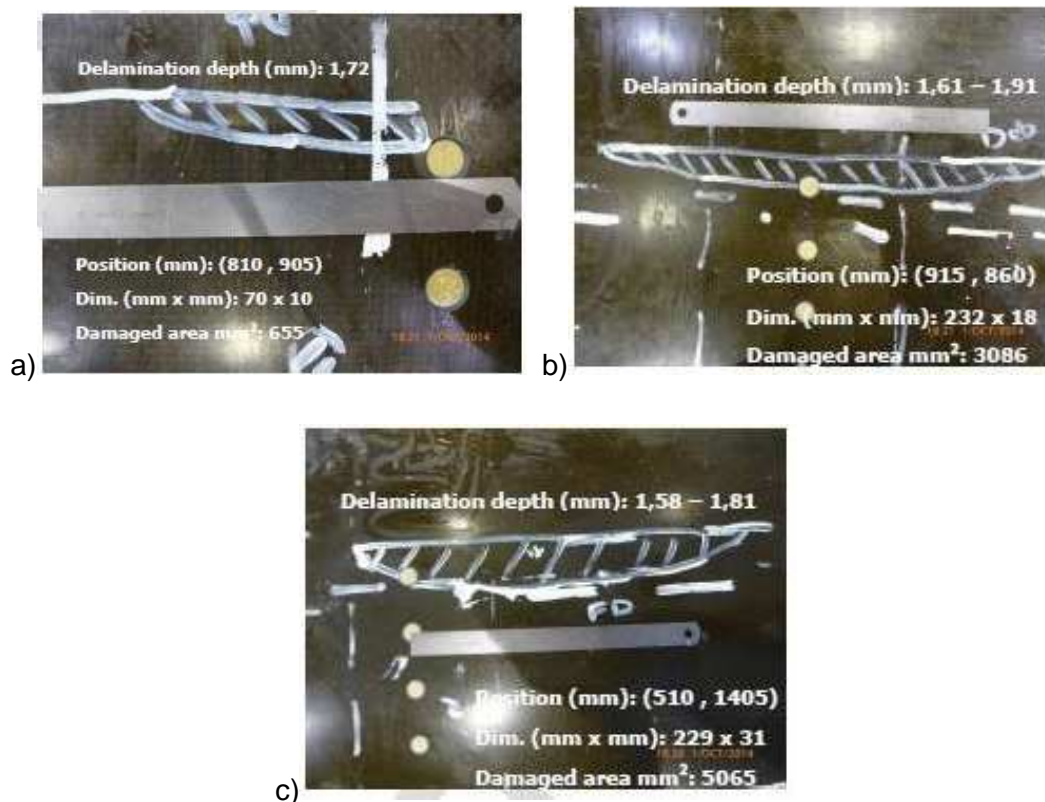 Delamination depth (mm): 1,72
Position (mm): (810 , 905)
Dim. (mm x mm): 70 x 10
Damaged area mm²: 655
a)
Delamination depth (mm): 1,61 – 1,91
Position (mm): (915 , 860)
Dim. (mm x mm): 232 x 18
Damaged area mm²: 3086
b)
Delamination depth (mm): 1,58 – 1,81
FD
Position (mm): (510 , 1405)
Dim. (mm x mm): 229 x 31
Damaged area mm²: 5065
c)